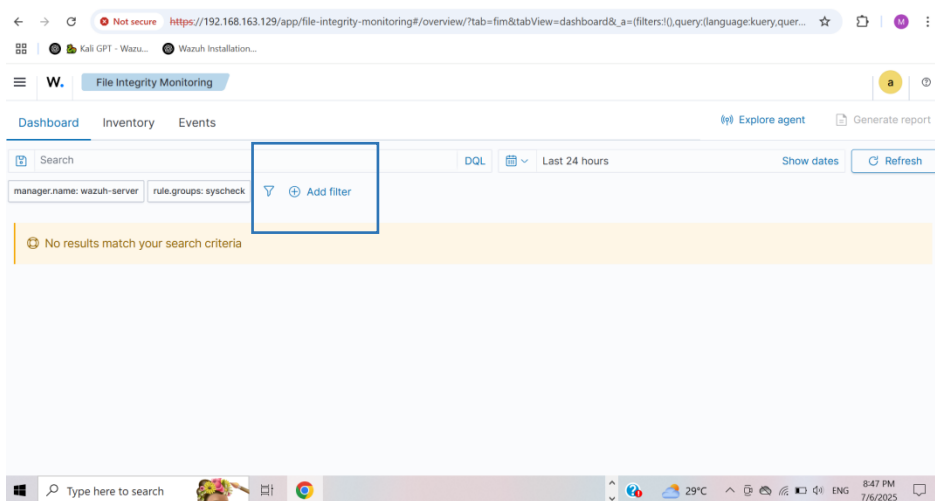 Not secure https://192.168.163.129/app/file-integrity-monitoring#/overview/?tab=fim&tabView=dashboard&_a=(filters:!(),query:(language:kuery,quer... M
Kali GPT - Wazu... Wazuh Installation...
W. File Integrity Monitoring a
Dashboard Inventory Events Explore agent Generate report
Search DQL Last 24 hours Show dates Refresh
manager.name: wazuh-server rule.groups: syscheck Add filter
No results match your search criteria
Type here to search 29°C ENG 8:47 PM
7/6/2025